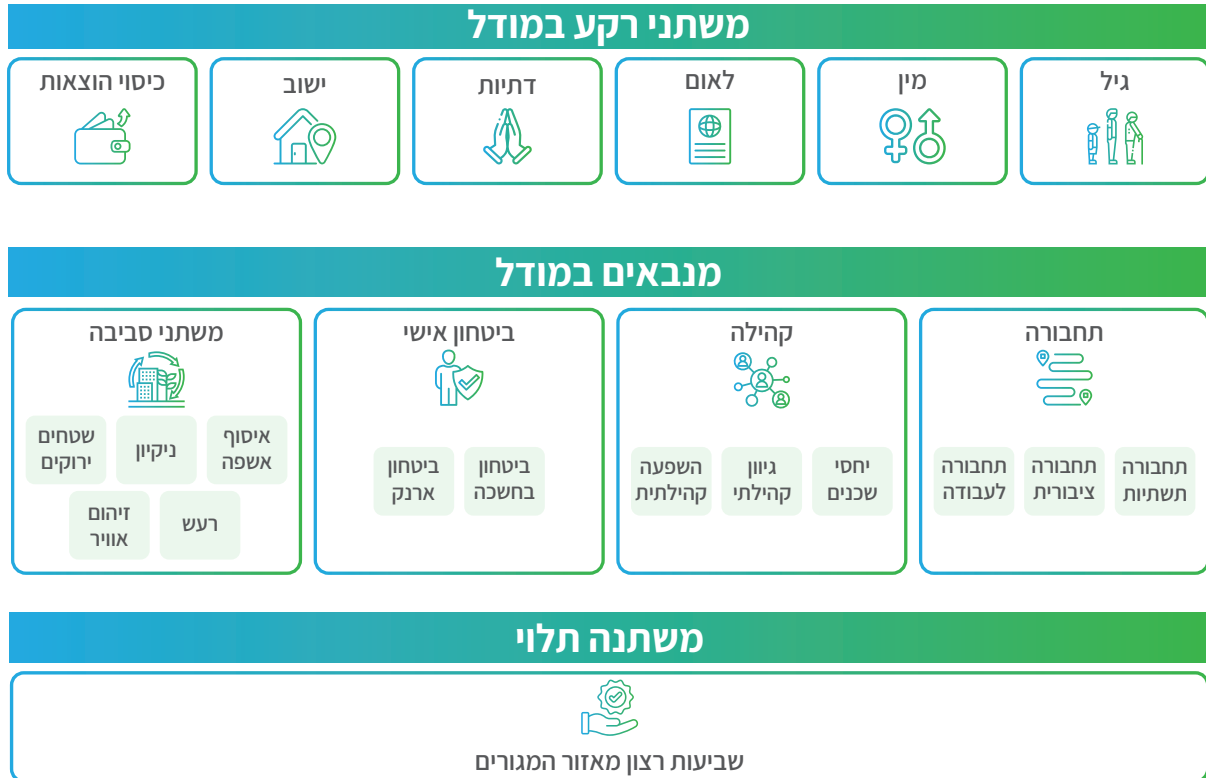 משתני רקע במודל
גיל
מין
לאום
דתיות
ישוב
כיסוי הוצאות
מנבאים במודל
תחבורה
תחבורה
תשתיות
תחבורה
ציבורית
תחבורה
לעבודה
קהילה
יחסי
שכנים
גיוון
קהילתי
השפעה
קהילתית
ביטחון אישי
ביטחון
בחשכה
ביטחון
ארנק
משתני סביבה
איסוף
אשפה
ניקיון
שטחים
ירוקים
רעש
זיהום
אוויר
משתנה תלוי
שביעות רצון מאזור המגורים